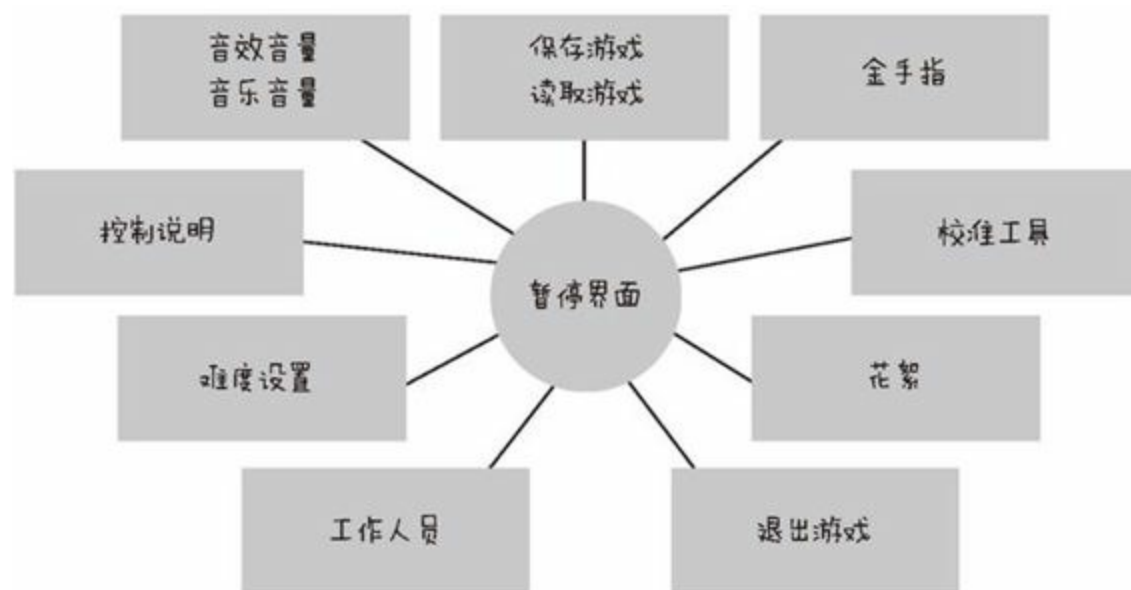 音效音量
音乐音量
保存游戏
读取游戏
金手指
控制说明
校准工具
暂停界面
难度设置
花絮
工作人员
退出游戏